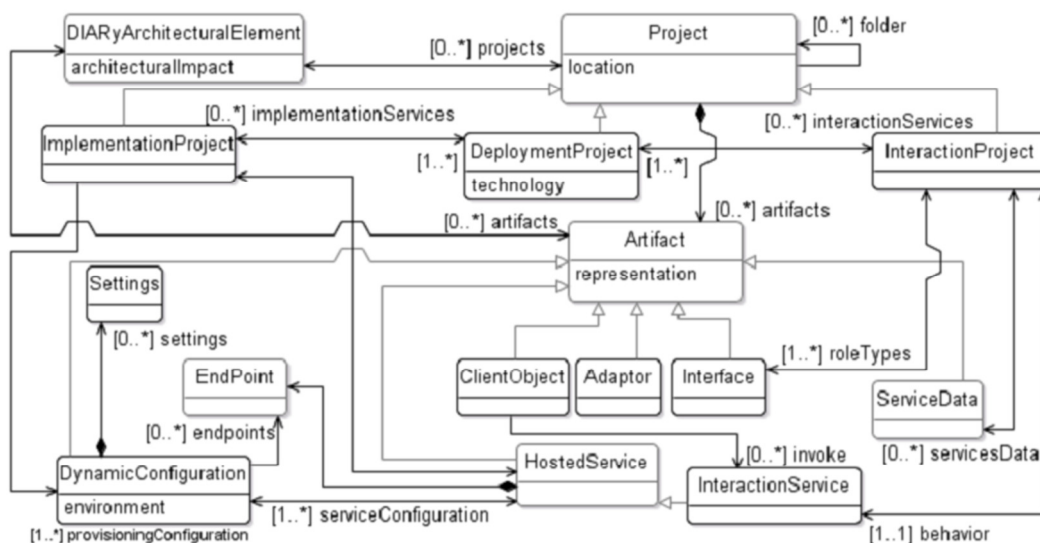 DIARyArchitecturalElement
architecturalImpact
[0..*] projects
Project
location
[0..*] folder
[0..*] implementationServices
[0..*] interactionServices
ImplementationProject
[1..*]
DeploymentProject
technology
[1..*]
InteractionProject
[0..*] artifacts
[0..*] artifacts
Artifact
representation
Settings
[0..*] settings
EndPoint
[0..*] endpoints
ClientObject
Adaptor
Interface
[1..*] roleTypes
ServiceData
[0..*] servicesData
DynamicConfiguration
environment
[1..*] provisioningConfiguration
HostedService
[1..*] serviceConfiguration
[0..*] invoke
InteractionService
[1..1] behavior